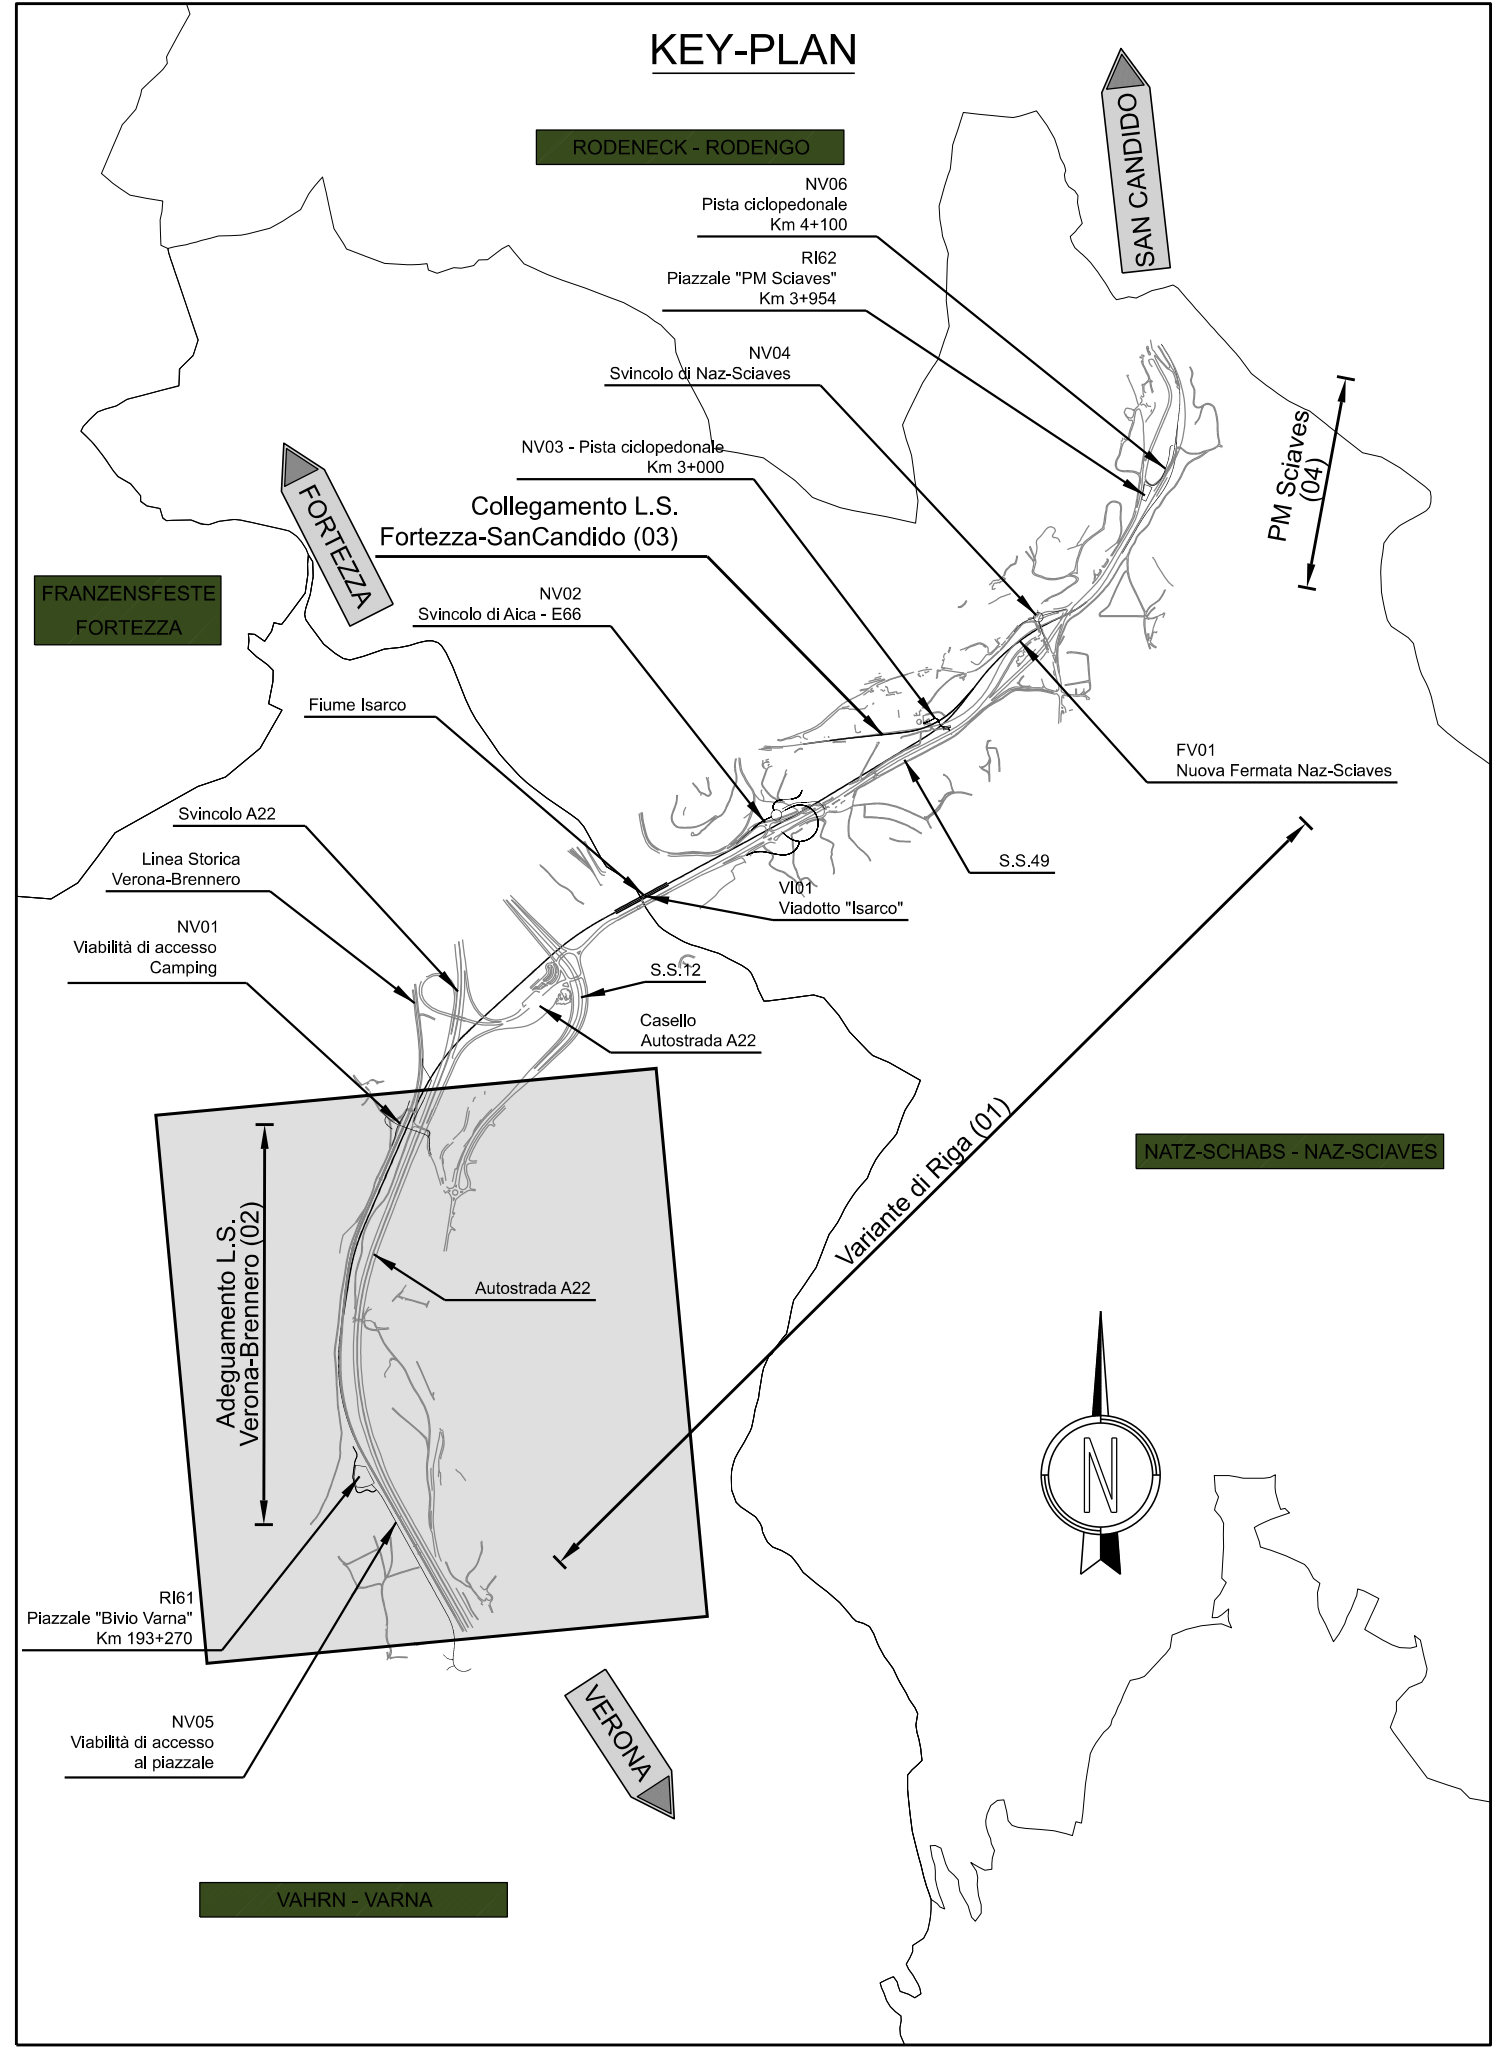 KEY-PLAN
SAN CANDIDO
RODENECK - RODENGO
NV06
Pista ciclopedonale
Km 4+100
RI62
Piazzale "PM Sciaves"
Km 3+954
NV04
Svincolo di Naz-Sciaves
PM Sciaves
(04)
NV03 - Pista ciclopedonale
Km 3+000
FORTEZZA
Collegamento L.S.
Fortezza-SanCandido (03)
FRANZENSFESTE
FORTEZZA
NV02
Svincolo di Aica - E66
Fiume Isarco
FV01
Nuova Fermata Naz-Sciaves
Svincolo A22
Linea Storica
Verona-Brennero
S.S.49
VI01
Viadotto "Isarco"
NV01
Viabilità di accesso
Camping
S.S.12
Casello
Autostrada A22
Variante di Riga (01)
NATZ-SCHABS - NAZ-SCIAVES
Adeguamento L.S.
Verona-Brennero (02)
Autostrada A22
N
RI61
Piazzale "Bivio Varna"
Km 193+270
NV05
Viabilità di accesso
al piazzale
VERONA
VAHRN - VARNA